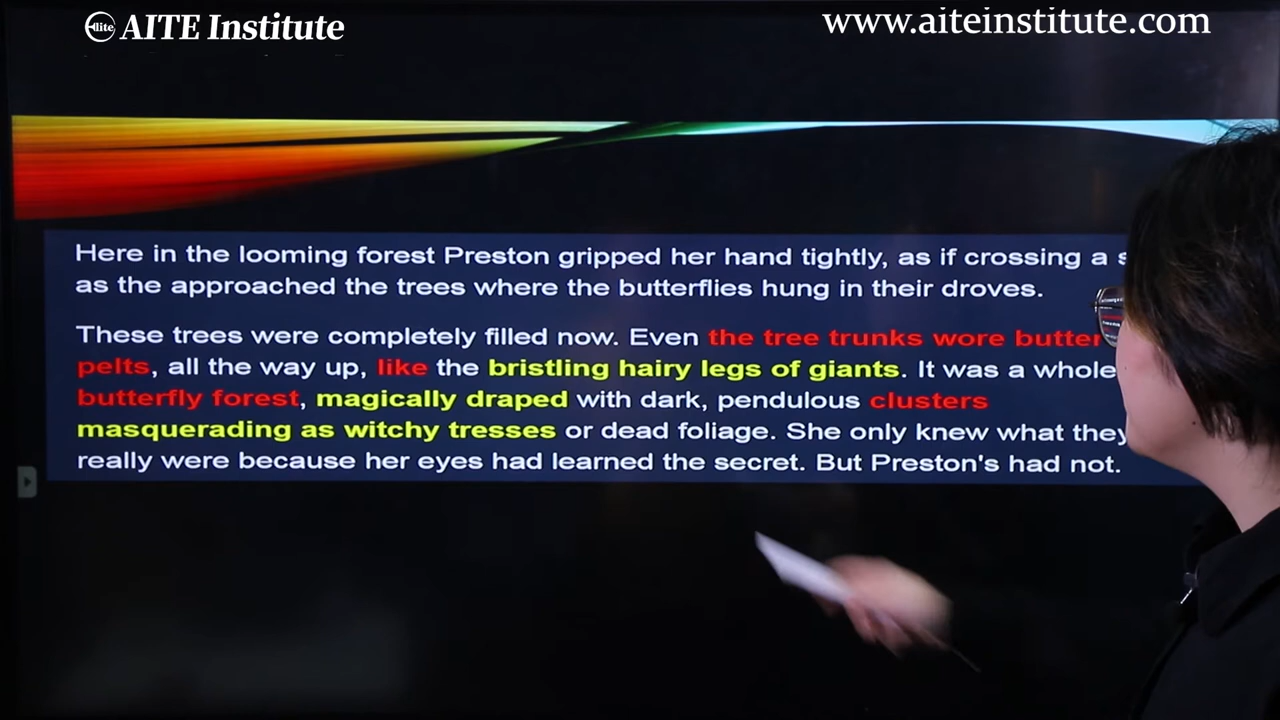 elite AITE Institute
www.aiteinstitute.com
Here in the looming forest Preston gripped her hand tightly, as if crossing a
as the approached the trees where the butterflies hung in their droves.
These trees were completely filled now. Even the tree trunks wore butter
pelts, all the way up, like the bristling hairy legs of giants. It was a whole
butterfly forest, magically draped with dark, pendulous clusters
masquerading as witchy tresses or dead foliage. She only knew what they
really were because her eyes had learned the secret. But Preston's had not.